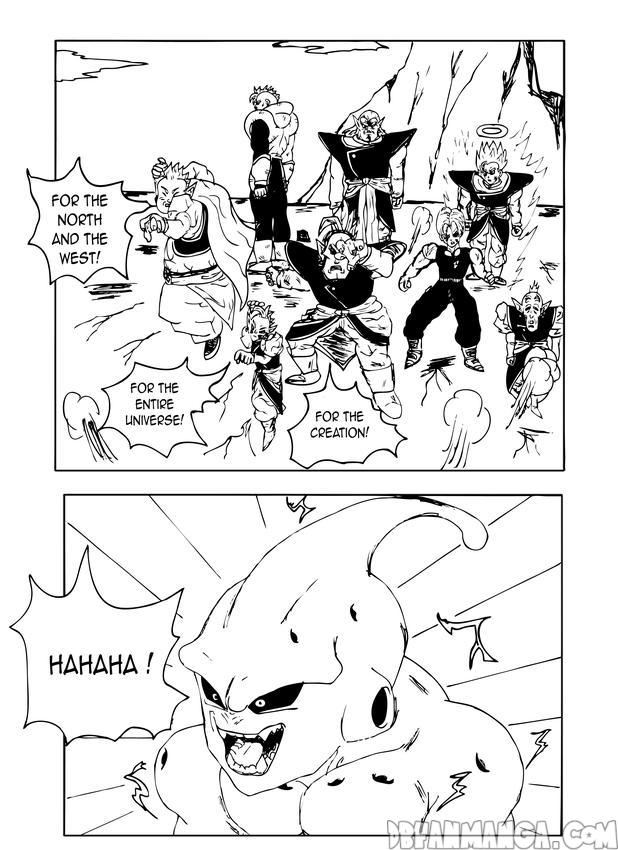 FOR THE
NORTH
AND THE
WEST!
FOR THE
ENTIRE
UNIVERSE!
FOR THE
CREATION!
HAHAHA !
DBFANMANGA.COM